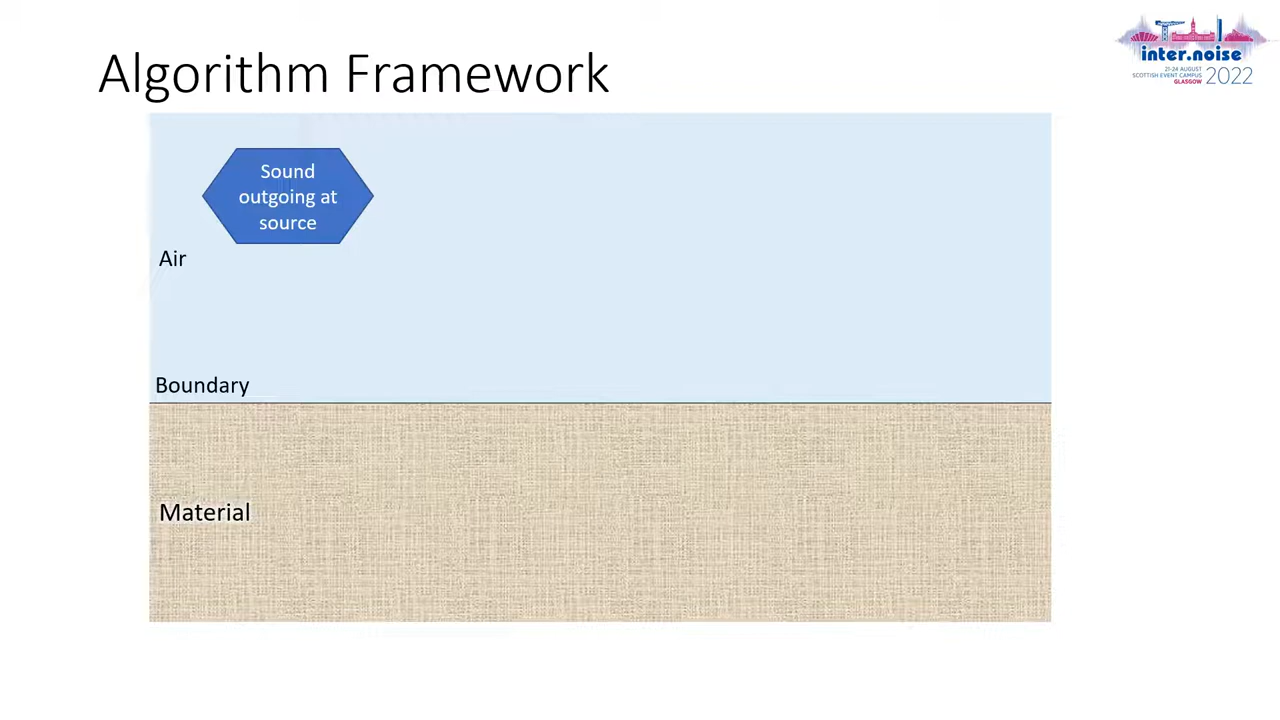 Algorithm Framework
inter.noise
21-24 AUGUST
SCOTTISH EVENT CAMPUS
GLASGOW
2022
Sound
outgoing at
source
Air
Boundary
Material